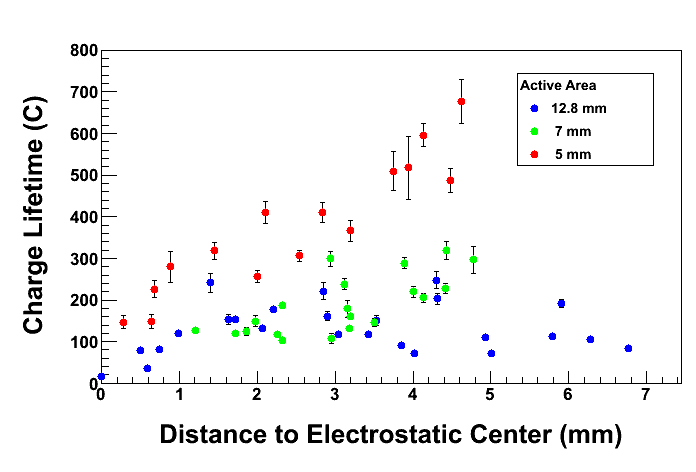 800
700
600
500
400
300
200
100
0
Charge Lifetime (C)
Active Area
12.8 mm
7 mm
5 mm
0 1 2 3 4 5 6 7
Distance to Electrostatic Center (mm)